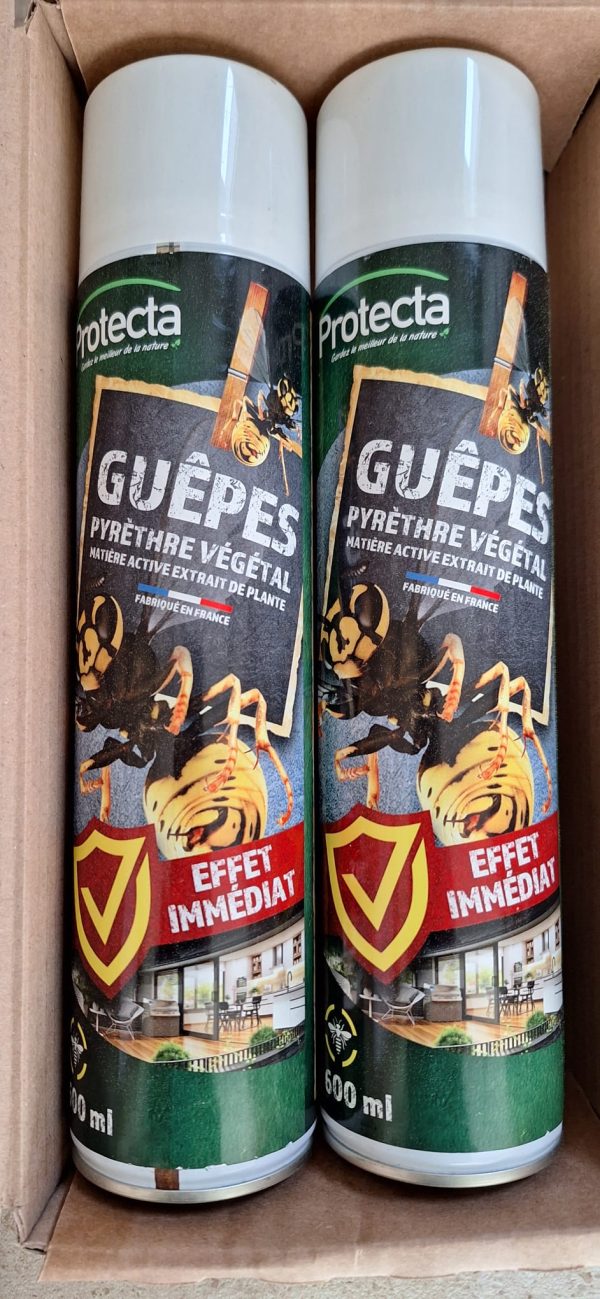 Protecta
Gardez le meilleur de la nature
GUÊPES
PYRÈTHRE VÉGÉTAL
MATIÈRE ACTIVE EXTRAIT DE PLANTE
FABRIQUÉ EN FRANCE
EFFET
IMMÉDIAT
600 ml
Protecta
Gardez le meilleur de la nature
GUÊPES
PYRÈTHRE VÉGÉTAL
MATIÈRE ACTIVE EXTRAIT DE PLANTE
FABRIQUÉ EN FRANCE
EFFET
IMMÉDIAT
600 ml